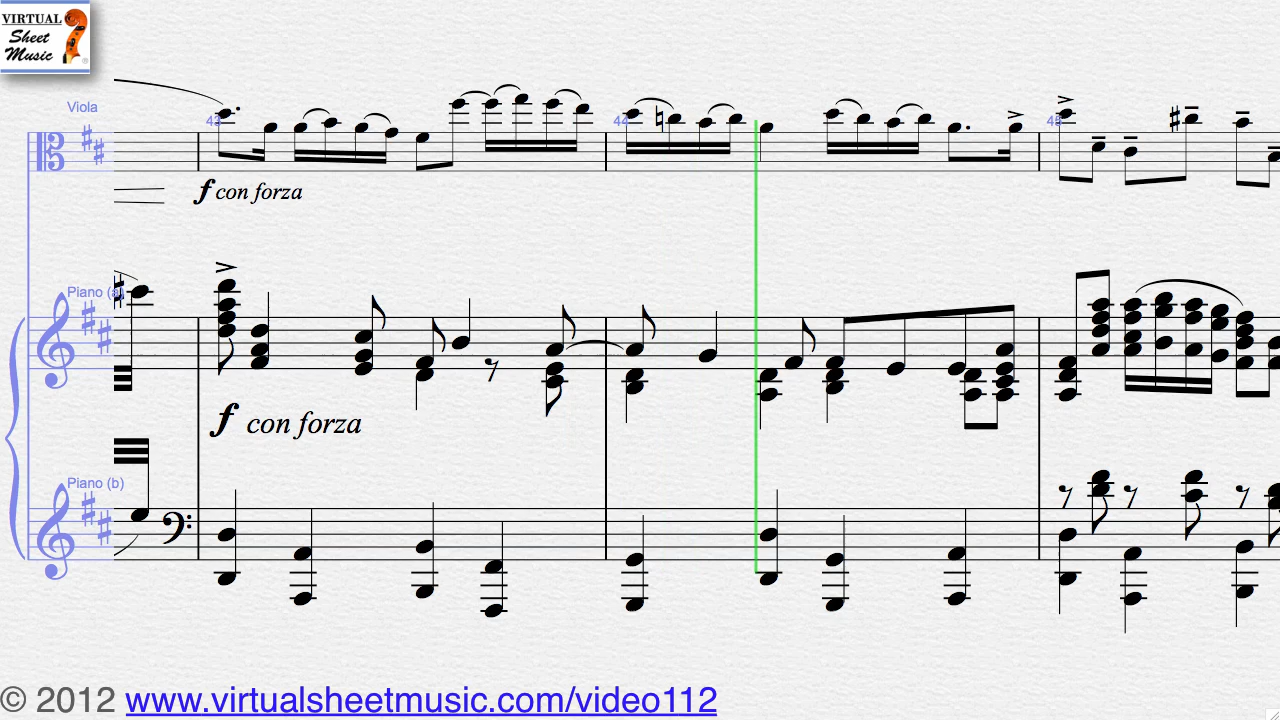 VIRTUAL
Sheet
Music
®
Viola
43
44
45
f con forza
Piano (a)
f con forza
Piano (b)
© 2012 www.virtualsheetmusic.com/video112